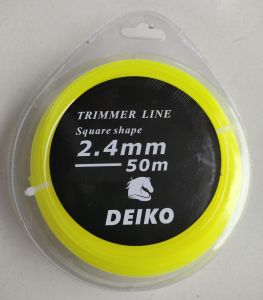 TRIMMER LINE
Square shape
2.4mm
50m
DEIKO